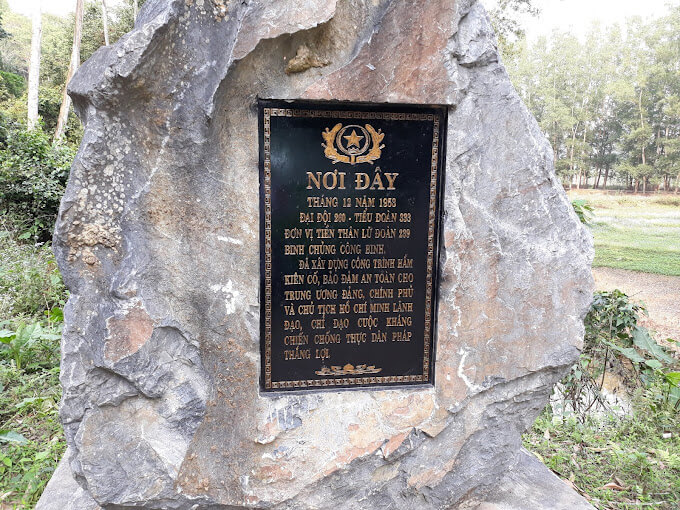 NƠI ĐÂY
THÁNG 12 NĂM 1953
ĐẠI ĐỘI 260 - TIỂU ĐOÀN 333
ĐƠN VỊ TIỀN THÂN LỮ ĐOÀN 239
BINH CHỦNG CÔNG BINH,
ĐÃ XÂY DỰNG CÔNG TRÌNH HẦM
KIÊN CỐ, BẢO ĐẢM AN TOÀN CHO
TRUNG ƯƠNG ĐẢNG, CHÍNH PHỦ
VÀ CHỦ TỊCH HỒ CHÍ MINH LÃNH
ĐẠO, CHỈ ĐẠO CUỘC KHÁNG
CHIẾN CHỐNG THỰC DÂN PHÁP
THẮNG LỢI.